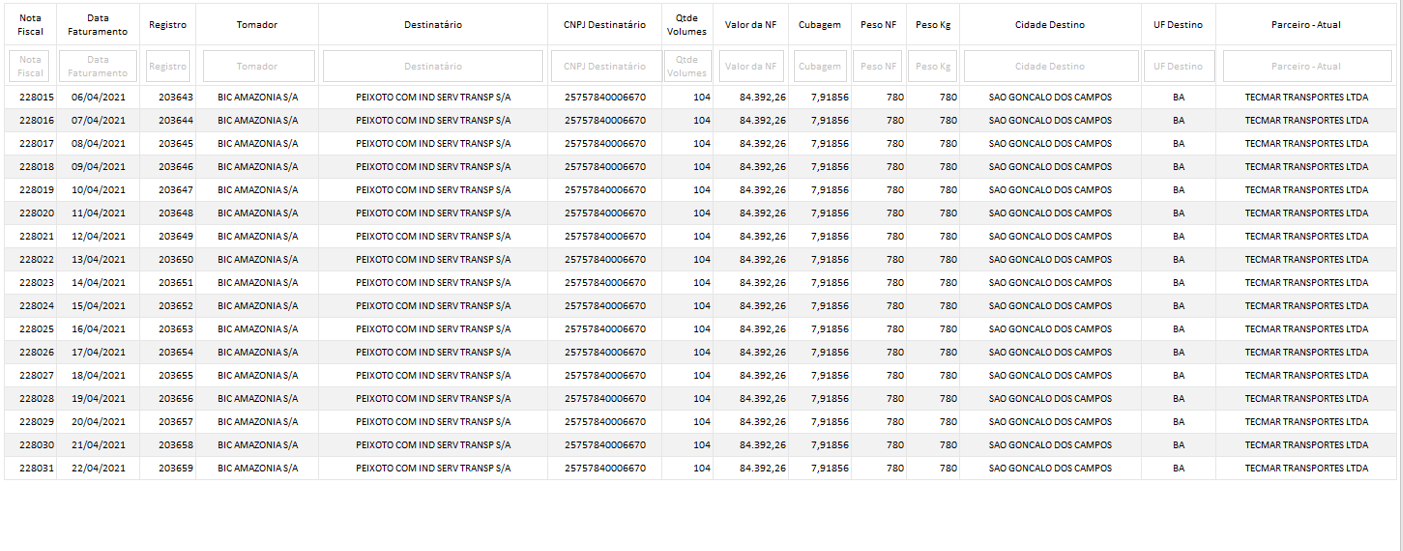 Nota Fiscal Data Faturamento Registro Tomador Destinatário CNPJ Destinatário Qtde Volumes Valor da NF Cubagem Peso NF Peso Kg Cidade Destino UF Destino Parceiro - Atual
Nota Fiscal Data Faturamento Registro Tomador Destinatário CNPJ Destinatário Qtde Volumes Valor da NF Cubagem Peso NF Peso Kg Cidade Destino UF Destino Parceiro - Atual
228015 06/04/2021 203643 BIC AMAZONIA S/A PEIXOTO COM IND SERV TRANSP S/A 25757840006670 104 84.392,26 7,91856 780 780 SAO GONCALO DOS CAMPOS BA TECMAR TRANSPORTES LTDA
228016 07/04/2021 203644 BIC AMAZONIA S/A PEIXOTO COM IND SERV TRANSP S/A 25757840006670 104 84.392,26 7,91856 780 780 SAO GONCALO DOS CAMPOS BA TECMAR TRANSPORTES LTDA
228017 08/04/2021 203645 BIC AMAZONIA S/A PEIXOTO COM IND SERV TRANSP S/A 25757840006670 104 84.392,26 7,91856 780 780 SAO GONCALO DOS CAMPOS BA TECMAR TRANSPORTES LTDA
228018 09/04/2021 203646 BIC AMAZONIA S/A PEIXOTO COM IND SERV TRANSP S/A 25757840006670 104 84.392,26 7,91856 780 780 SAO GONCALO DOS CAMPOS BA TECMAR TRANSPORTES LTDA
228019 10/04/2021 203647 BIC AMAZONIA S/A PEIXOTO COM IND SERV TRANSP S/A 25757840006670 104 84.392,26 7,91856 780 780 SAO GONCALO DOS CAMPOS BA TECMAR TRANSPORTES LTDA
228020 11/04/2021 203648 BIC AMAZONIA S/A PEIXOTO COM IND SERV TRANSP S/A 25757840006670 104 84.392,26 7,91856 780 780 SAO GONCALO DOS CAMPOS BA TECMAR TRANSPORTES LTDA
228021 12/04/2021 203649 BIC AMAZONIA S/A PEIXOTO COM IND SERV TRANSP S/A 25757840006670 104 84.392,26 7,91856 780 780 SAO GONCALO DOS CAMPOS BA TECMAR TRANSPORTES LTDA
228022 13/04/2021 203650 BIC AMAZONIA S/A PEIXOTO COM IND SERV TRANSP S/A 25757840006670 104 84.392,26 7,91856 780 780 SAO GONCALO DOS CAMPOS BA TECMAR TRANSPORTES LTDA
228023 14/04/2021 203651 BIC AMAZONIA S/A PEIXOTO COM IND SERV TRANSP S/A 25757840006670 104 84.392,26 7,91856 780 780 SAO GONCALO DOS CAMPOS BA TECMAR TRANSPORTES LTDA
228024 15/04/2021 203652 BIC AMAZONIA S/A PEIXOTO COM IND SERV TRANSP S/A 25757840006670 104 84.392,26 7,91856 780 780 SAO GONCALO DOS CAMPOS BA TECMAR TRANSPORTES LTDA
228025 16/04/2021 203653 BIC AMAZONIA S/A PEIXOTO COM IND SERV TRANSP S/A 25757840006670 104 84.392,26 7,91856 780 780 SAO GONCALO DOS CAMPOS BA TECMAR TRANSPORTES LTDA
228026 17/04/2021 203654 BIC AMAZONIA S/A PEIXOTO COM IND SERV TRANSP S/A 25757840006670 104 84.392,26 7,91856 780 780 SAO GONCALO DOS CAMPOS BA TECMAR TRANSPORTES LTDA
228027 18/04/2021 203655 BIC AMAZONIA S/A PEIXOTO COM IND SERV TRANSP S/A 25757840006670 104 84.392,26 7,91856 780 780 SAO GONCALO DOS CAMPOS BA TECMAR TRANSPORTES LTDA
228028 19/04/2021 203656 BIC AMAZONIA S/A PEIXOTO COM IND SERV TRANSP S/A 25757840006670 104 84.392,26 7,91856 780 780 SAO GONCALO DOS CAMPOS BA TECMAR TRANSPORTES LTDA
228029 20/04/2021 203657 BIC AMAZONIA S/A PEIXOTO COM IND SERV TRANSP S/A 25757840006670 104 84.392,26 7,91856 780 780 SAO GONCALO DOS CAMPOS BA TECMAR TRANSPORTES LTDA
228030 21/04/2021 203658 BIC AMAZONIA S/A PEIXOTO COM IND SERV TRANSP S/A 25757840006670 104 84.392,26 7,91856 780 780 SAO GONCALO DOS CAMPOS BA TECMAR TRANSPORTES LTDA
228031 22/04/2021 203659 BIC AMAZONIA S/A PEIXOTO COM IND SERV TRANSP S/A 25757840006670 104 84.392,26 7,91856 780 780 SAO GONCALO DOS CAMPOS BA TECMAR TRANSPORTES LTDA